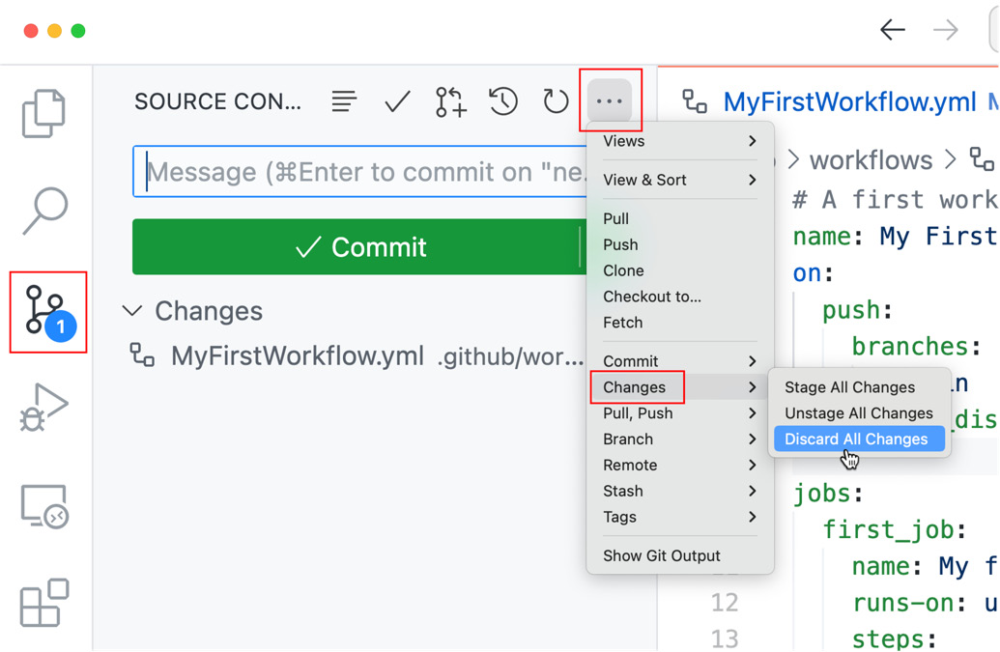 SOURCE CON...
Message (⌘Enter to commit on "ne...
Commit
1
Changes
MyFirstWorkflow.yml .github/wor...
Views
View & Sort
Pull
Push
Clone
Checkout to...
Fetch
Commit
Changes
Pull, Push
Branch
Remote
Stash
Tags
Show Git Output
Stage All Changes
Unstage All Changes
Discard All Changes
MyFirstWorkflow.yml M
workflows
# A first work
name: My First
on:
push:
branches:
in
_dis
jobs:
first_job:
name: My f
12 runs-on: u
13 steps: